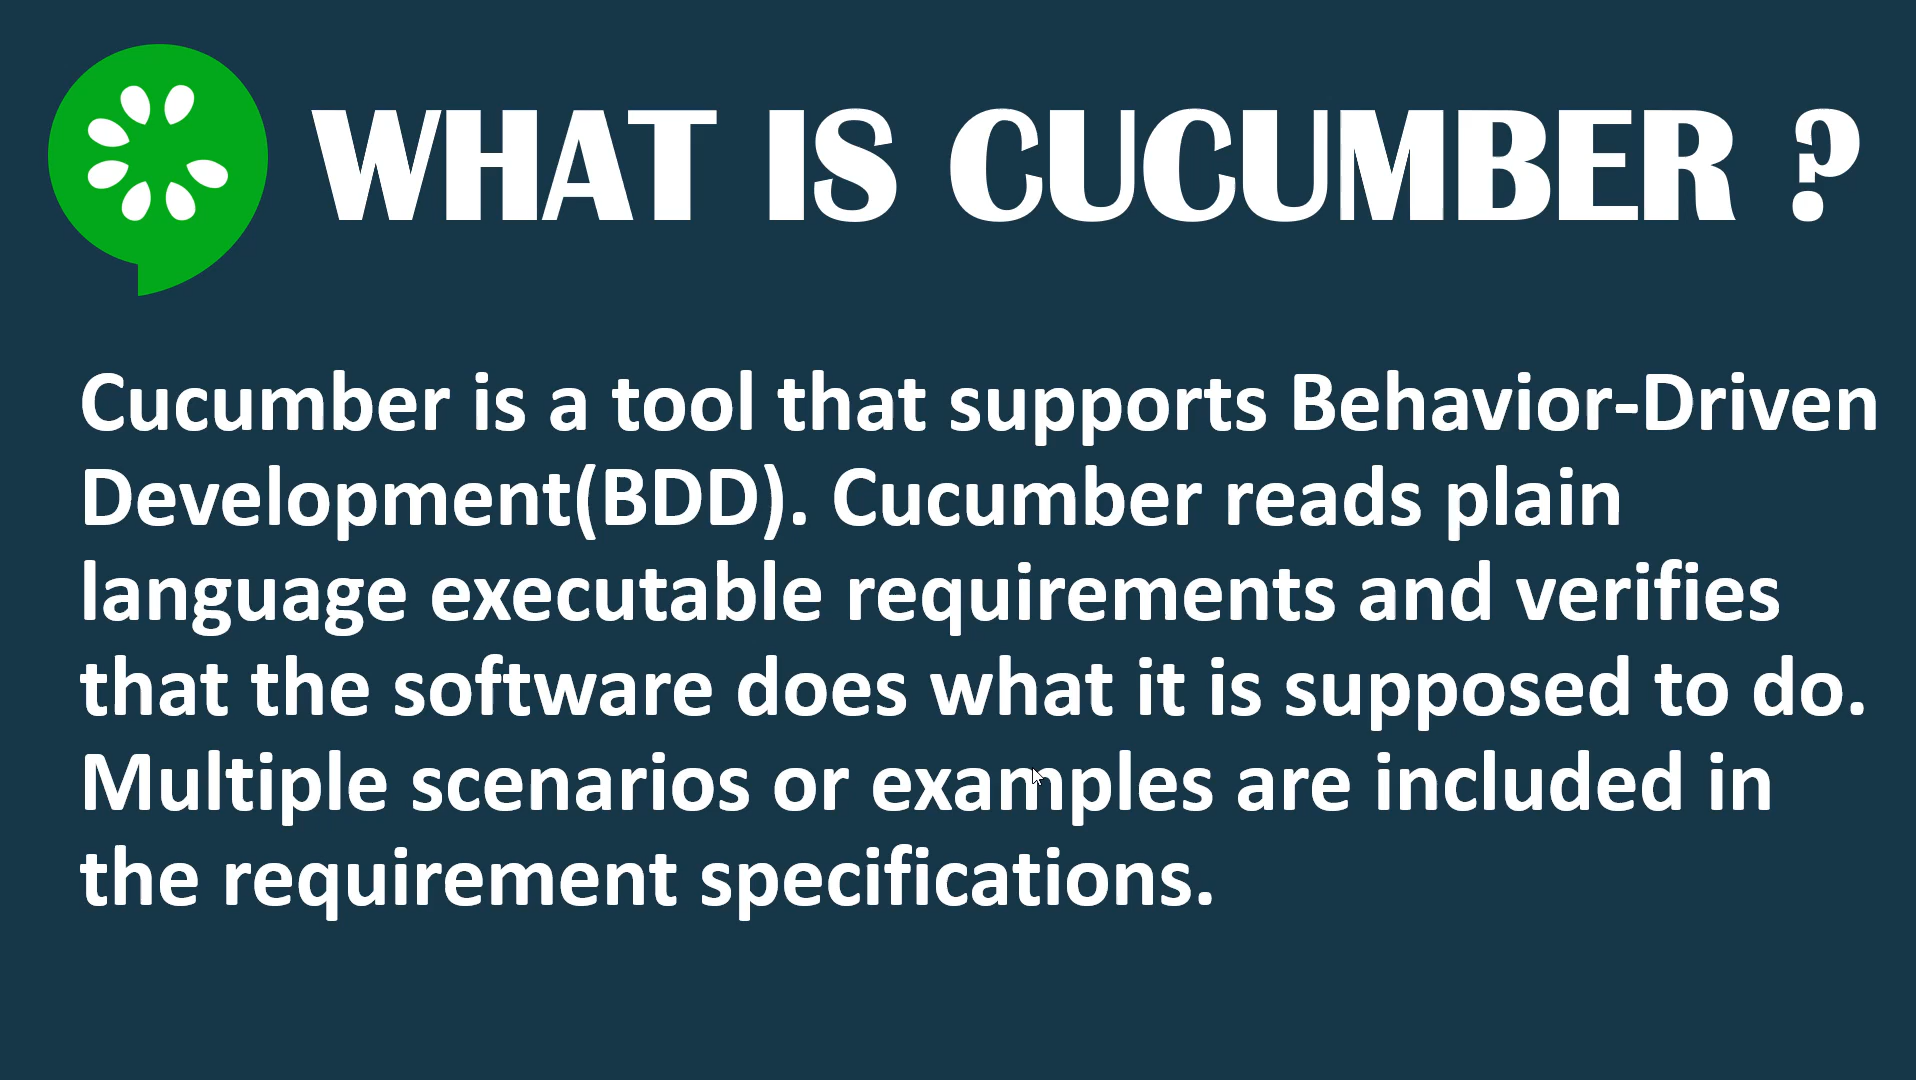 WHAT IS CUCUMBER ?
Cucumber is a tool that supports Behavior-Driven
Development(BDD). Cucumber reads plain
language executable requirements and verifies
that the software does what it is supposed to do.
Multiple scenarios or examples are included in
the requirement specifications.